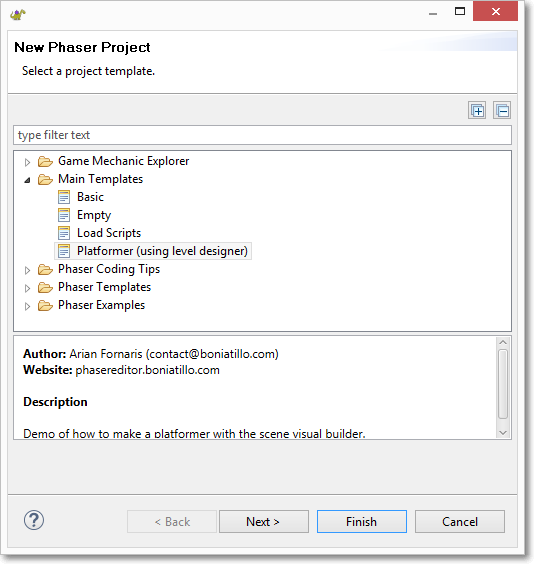 New Phaser Project
Select a project template.
type filter text
Game Mechanic Explorer
Main Templates
Basic
Empty
Load Scripts
Platformer (using level designer)
Phaser Coding Tips
Phaser Templates
Phaser Examples
Author: Arian Fornaris (contact@boniatillo.com)
Website: phasereditor.boniatillo.com
Description
Demo of how to make a platformer with the scene visual builder.
? < Back Next > Finish Cancel